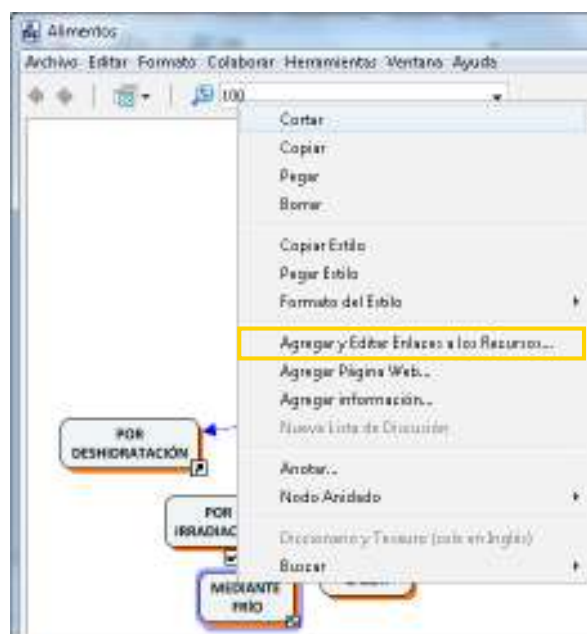 Alimentos
Archivo Editar Formato Colaborar Herramientas Ventana Ayuda
100
Cortar
Copiar
Pegar
Borrar
Copiar Estilo
Pegar Estilo
Formato del Estilo
Agregar y Editar Enlaces a los Recursos...
Agregar Página Web...
Agregar información...
Nueva Lista de Discusión
Anotar...
Nodo Anidado
Diccionario y Tesauro (solo en Inglés)
Buscar
POR
DESHIDRATACIÓN
POR
IRRADIAC
MEDIANTE
FRÍO